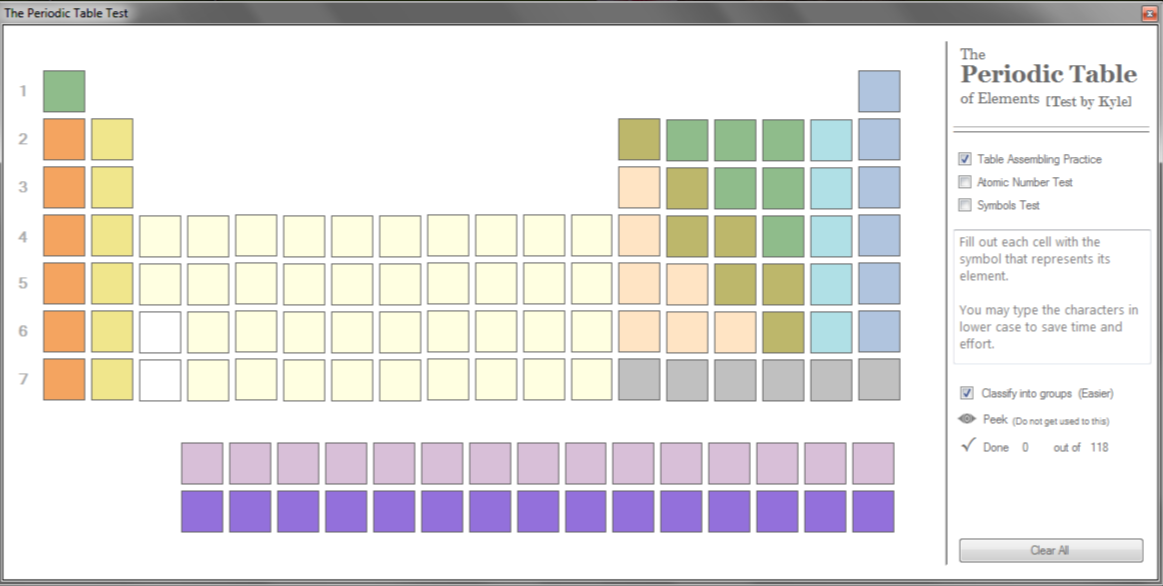 The Periodic Table Test
The
Periodic Table
of Elements [Test by Kyle]
1
2
3
4
5
6
7
Table Assembling Practice
Atomic Number Test
Symbols Test
Fill out each cell with the
symbol that represents its
element.
You may type the characters in
lower case to save time and
effort.
Classify into groups (Easier)
Peek (Do not get used to this)
Done 0 out of 118
Clear All